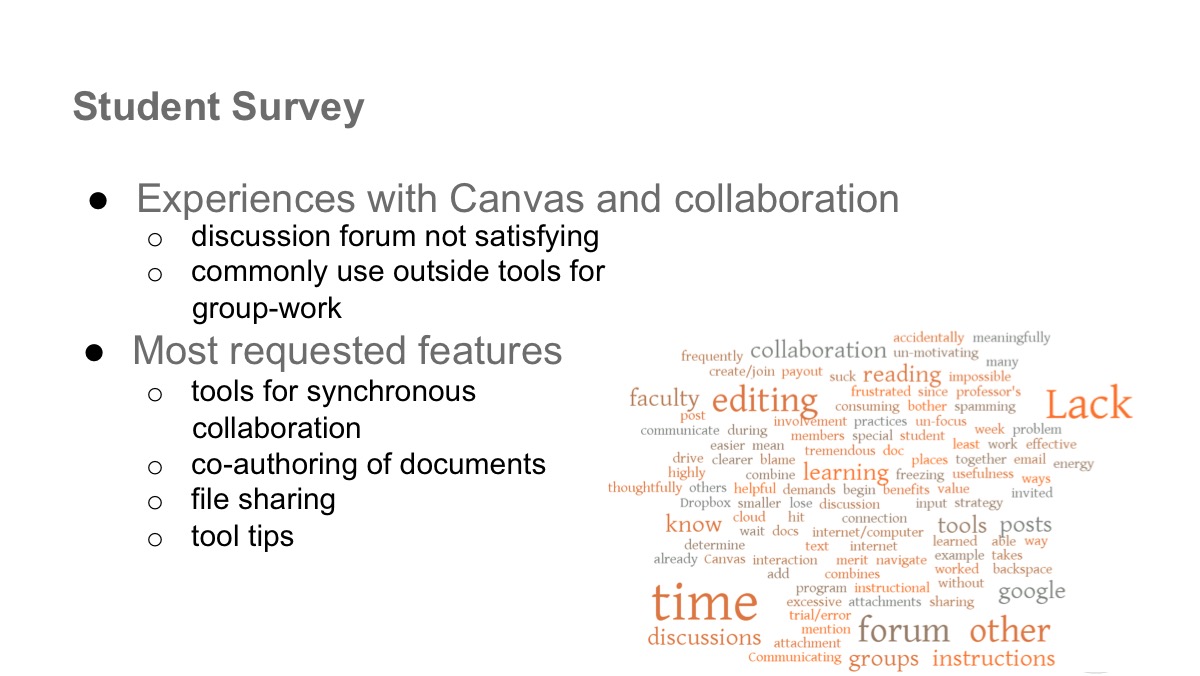 Student Survey
● Experiences with Canvas and collaboration
○ discussion forum not satisfying
○ commonly use outside tools for
group-work
● Most requested features
○ tools for synchronous
collaboration
○ co-authoring of documents
○ file sharing
○ tool tips
accidentally meaningfully
frequently collaboration un-motivating
many
create/join payout suck reading impossible
faculty editing frustrated since professor's Lack
post consuming bother spamming
involvement practices un-focus
communicate during members special student week problem
easier mean tremendous doc least work effective
drive clearer blame places together email energy
highly combine learning freezing usefulness ways
thoughtfully others helpful demands begin benefits value invited
Dropbox smaller lose discussion input strategy
know cloud hit connection tools posts
wait docs internet/computer
determine text internet learned able way
already Canvas interaction merit navigate example takes
add combines worked backspace
program instructional without google
time excessive attachments sharing
trial/error
discussions mention forum other
attachment
Communicating groups instructions